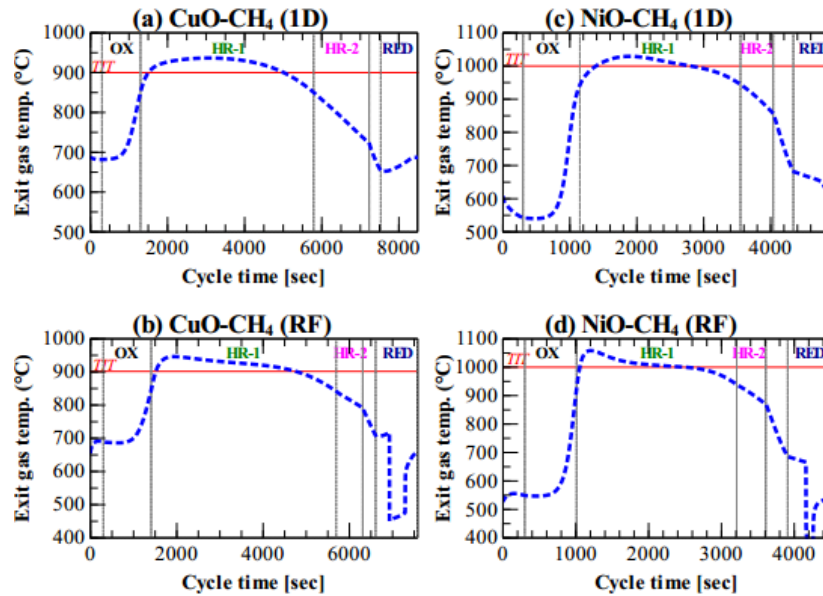 (a) CuO-CH₄ (1D)
Exit gas temp. (°C)
1000
900
800
700
600
500
TIT
OX
HR-1
HR-2
RED
0
2000
4000
6000
8000
Cycle time [sec]
(c) NiO-CH₄ (1D)
Exit gas temp. (°C)
1100
1000
900
800
700
600
500
TIT
OX
HR-1
HR-2
RED
0
1000
2000
3000
4000
Cycle time [sec]
(b) CuO-CH₄ (RF)
Exit gas temp. (°C)
1000
900
800
700
600
500
400
TIT
OX
HR-1
HR-2
RED
0
2000
4000
6000
Cycle time [sec]
(d) NiO-CH₄ (RF)
Exit gas temp. (°C)
1100
1000
900
800
700
600
500
400
TIT
OX
HR-1
HR-2
RED
0
1000
2000
3000
4000
Cycle time [sec]